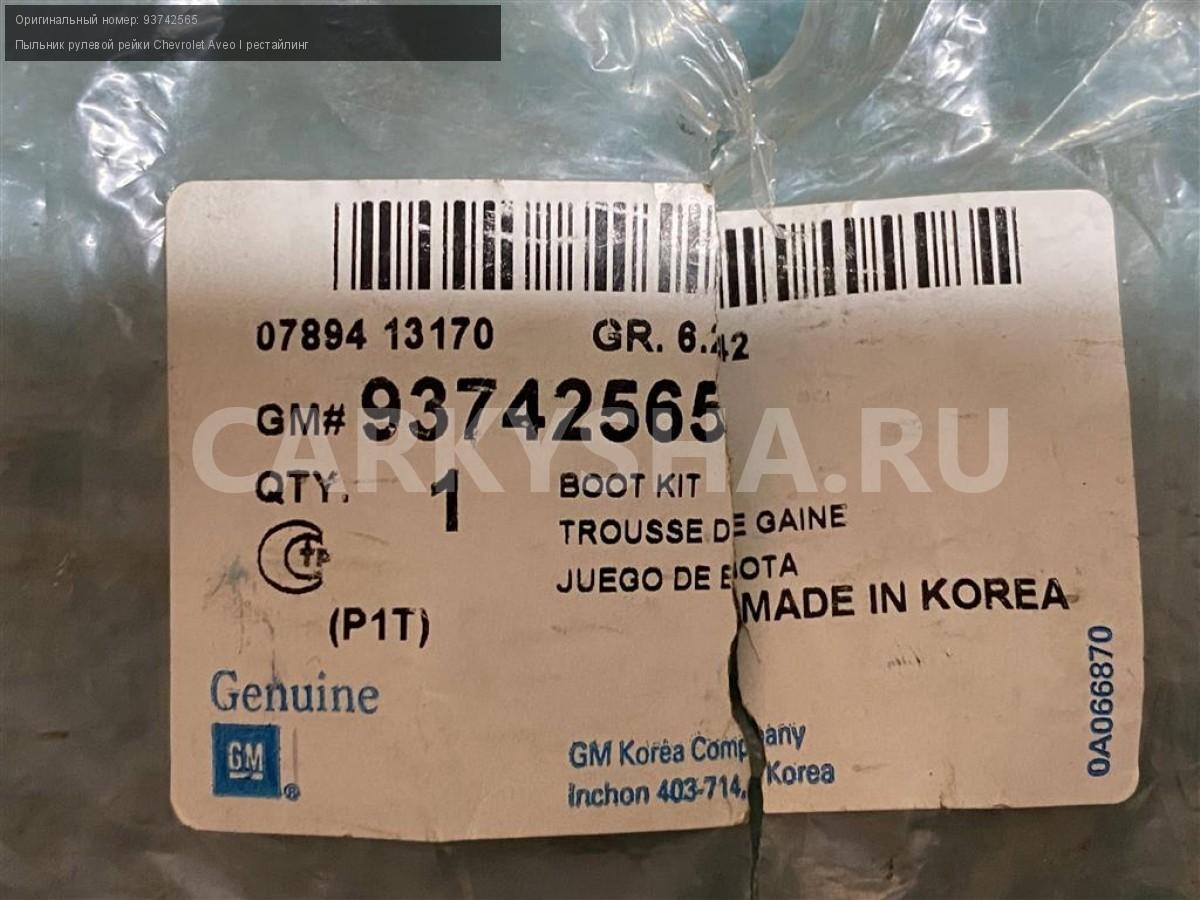 Оригинальный номер: 93742565
Пыльник рулевой рейки Chevrolet Aveo I рестайлинг
07894 13170 GR. 6.242
GM# 93742565
CARKYSHA.RU
QTY. 1 BOOT KIT
TROUSSE DE GAINE
JUEGO DE BOTA
MADE IN KOREA
(P1T)
Genuine
GM ®
GM Korea Company
Inchon 403-714, Korea
0A066870